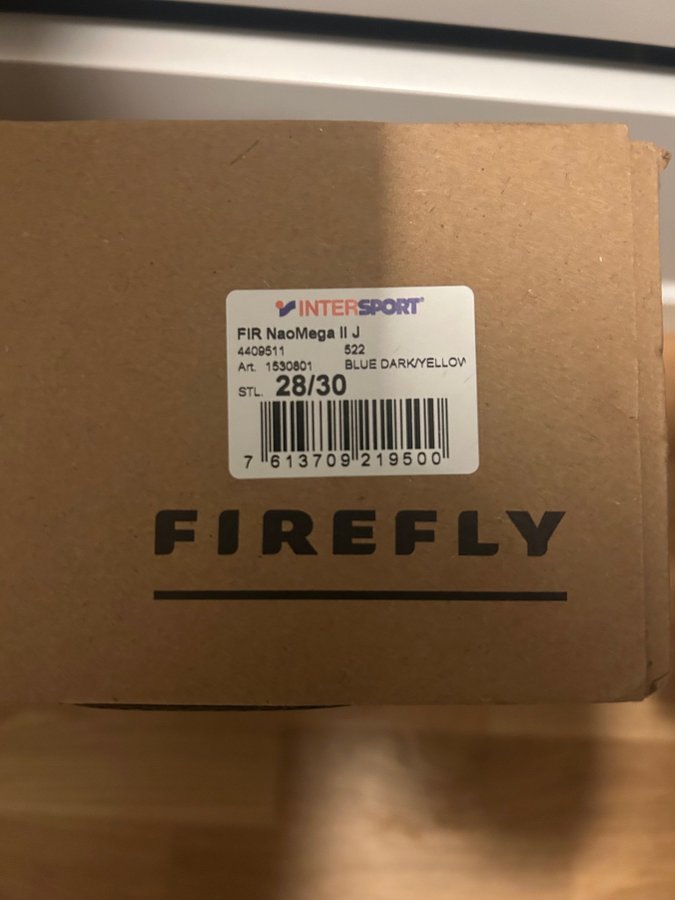 INTERSPORT
FIR NaoMega II J
4409511 522
Art. 1530801 BLUE DARK/YELLOW
STL. 28/30
7 613709 219500
FIREFLY